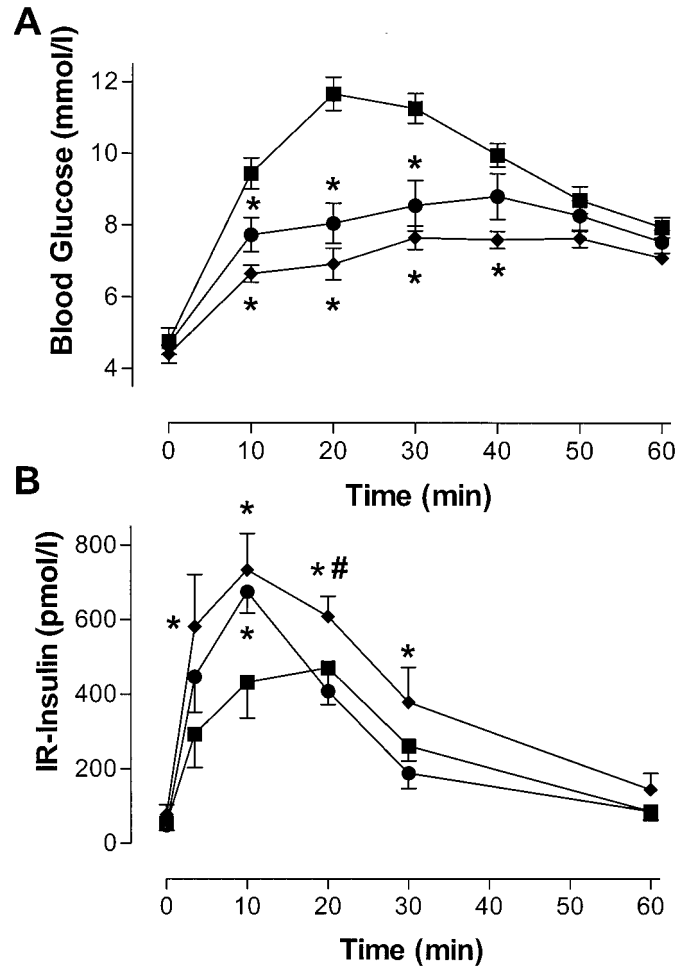 A
Blood Glucose (mmol/l)
12
10
8
6
4
* * *
* * * *
0 10 20 30 40 50 60
Time (min)
B
IR-Insulin (pmol/l)
800
600
400
200
0
*
* #
*
*
*
0 10 20 30 40 50 60
Time (min)